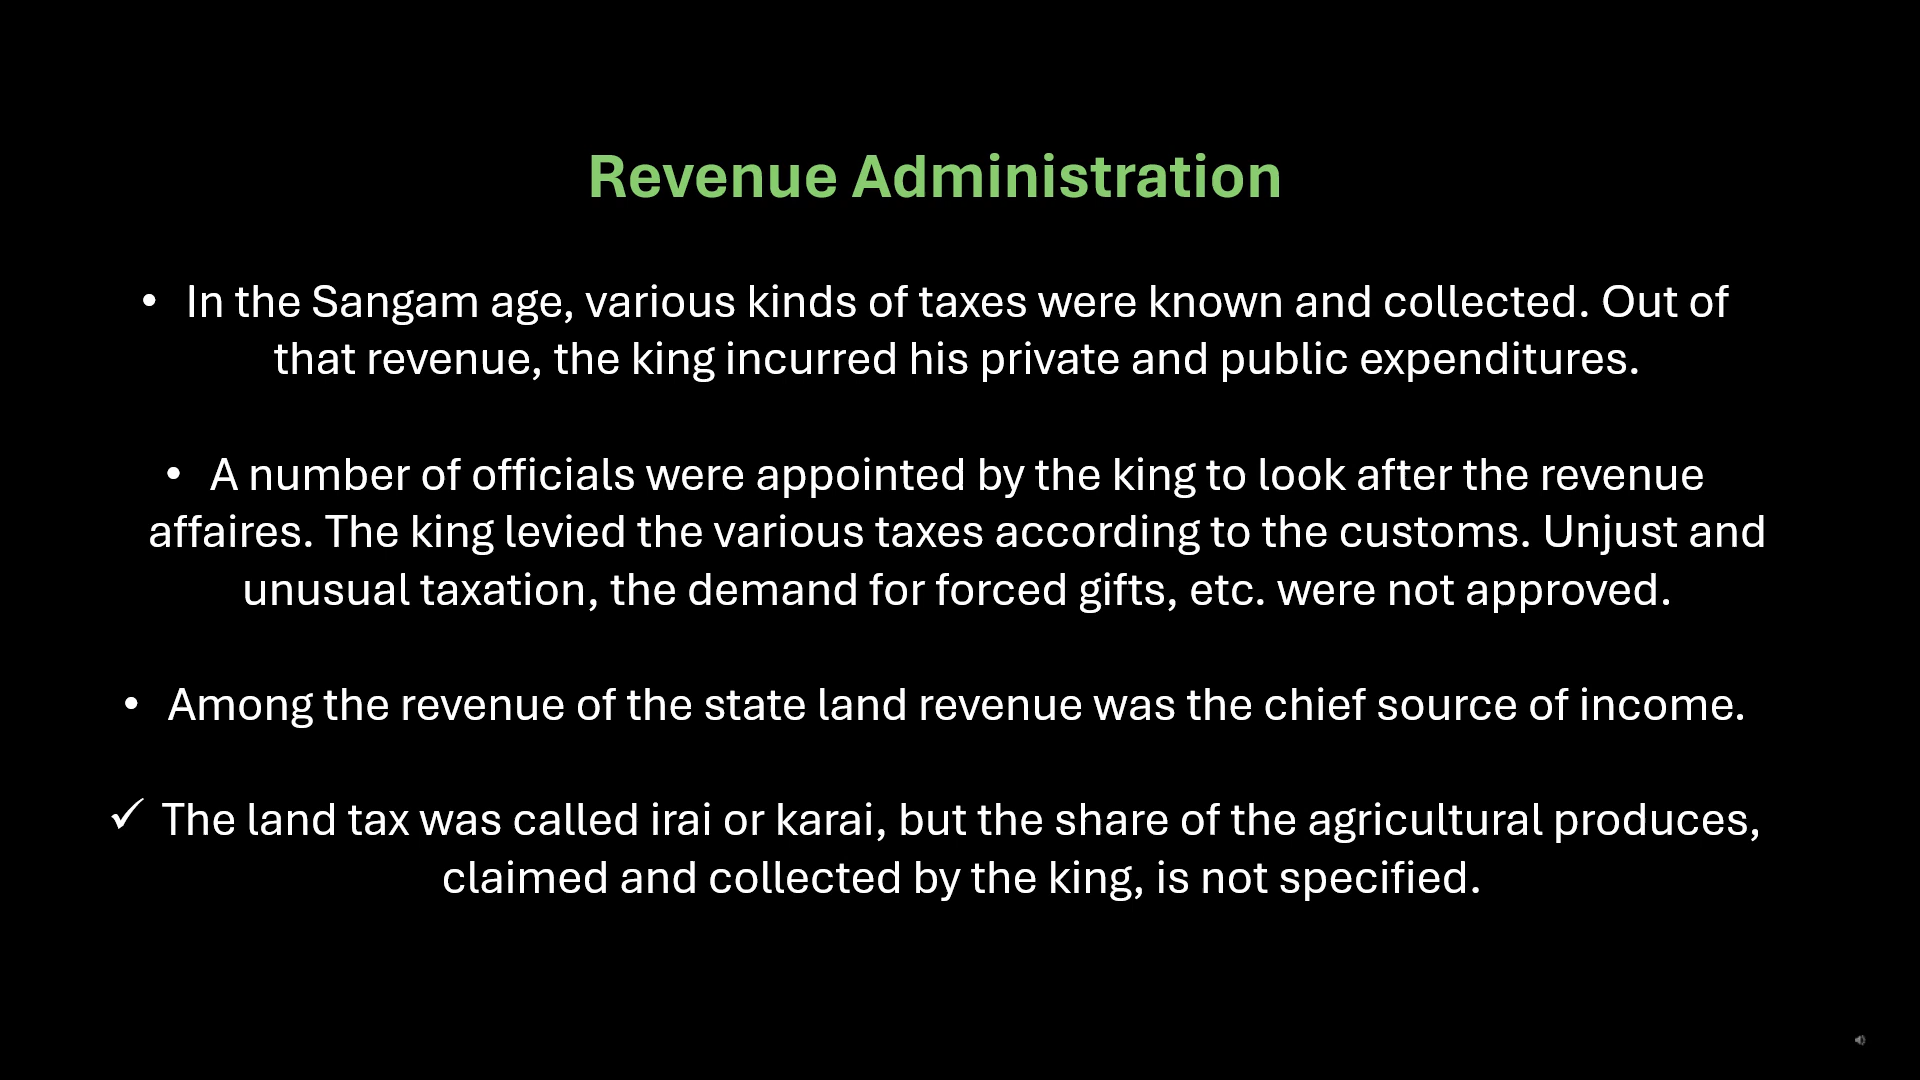 Revenue Administration
• In the Sangam age, various kinds of taxes were known and collected. Out of
that revenue, the king incurred his private and public expenditures.
• A number of officials were appointed by the king to look after the revenue
affaires. The king levied the various taxes according to the customs. Unjust and
unusual taxation, the demand for forced gifts, etc. were not approved.
• Among the revenue of the state land revenue was the chief source of income.
✓ The land tax was called irai or karai, but the share of the agricultural produces,
claimed and collected by the king, is not specified.